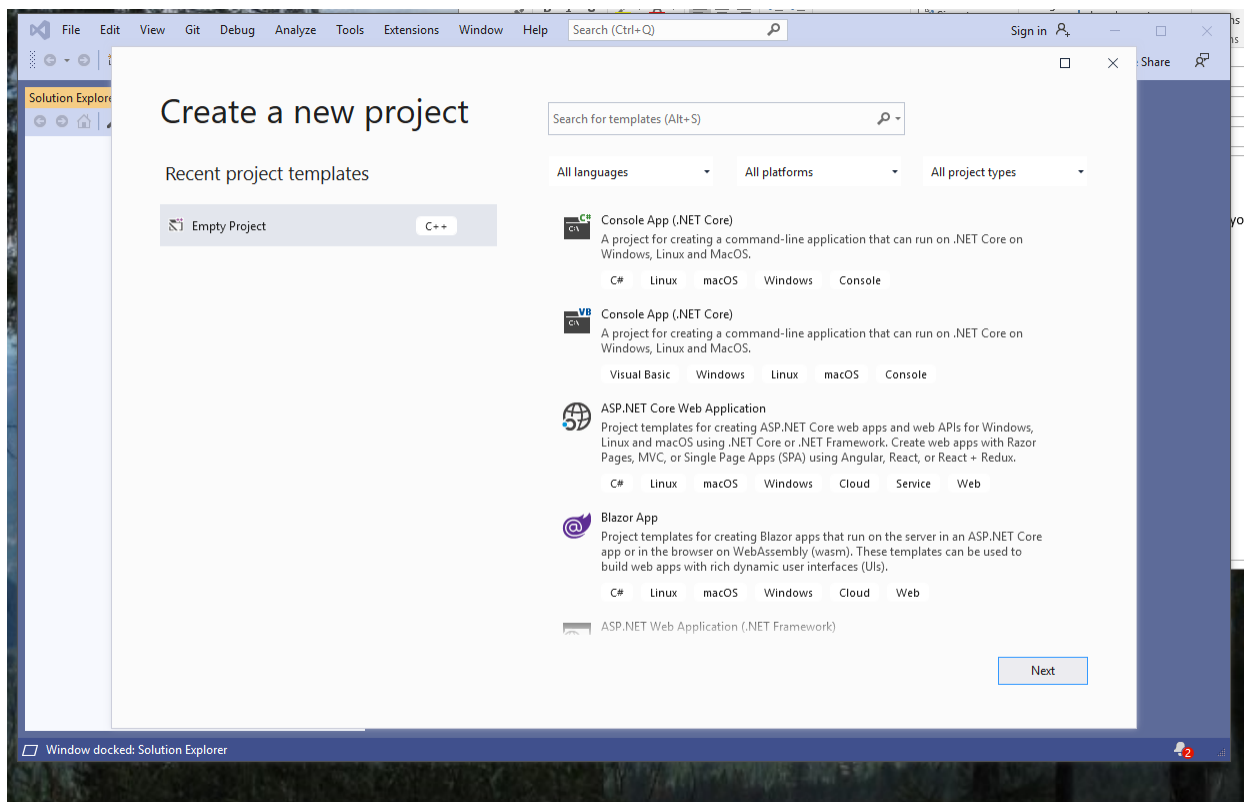 File Edit View Git Debug Analyze Tools Extensions Window Help Search (Ctrl+Q) Sign in
Share
Solution Explore
Create a new project
Recent project templates
Empty Project C++
Search for templates (Alt+S)
All languages All platforms All project types
Console App (.NET Core)
A project for creating a command-line application that can run on .NET Core on
Windows, Linux and MacOS.
C# Linux macOS Windows Console
Console App (.NET Core)
A project for creating a command-line application that can run on .NET Core on
Windows, Linux and MacOS.
Visual Basic Windows Linux macOS Console
ASP.NET Core Web Application
Project templates for creating ASP.NET Core web apps and web APIs for Windows,
Linux and macOS using .NET Core or .NET Framework. Create web apps with Razor
Pages, MVC, or Single Page Apps (SPA) using Angular, React, or React + Redux.
C# Linux macOS Windows Cloud Service Web
Blazor App
Project templates for creating Blazor apps that run on the server in an ASP.NET Core
app or in the browser on WebAssembly (wasm). These templates can be used to
build web apps with rich dynamic user interfaces (UIs).
C# Linux macOS Windows Cloud Web
ASP.NET Web Application (.NET Framework)
Next
yo
Window docked: Solution Explorer
2